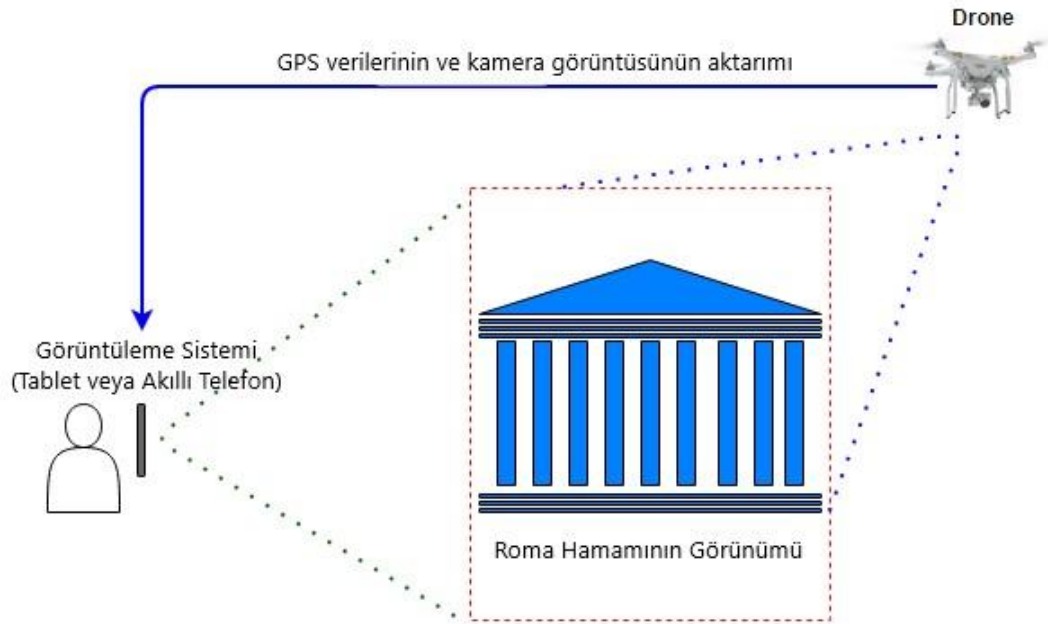 Drone
GPS verilerinin ve kamera görüntüsünün aktarımı
Görüntüleme Sistemi
(Tablet veya Akıllı Telefon)
Roma Hamamının Görünümü